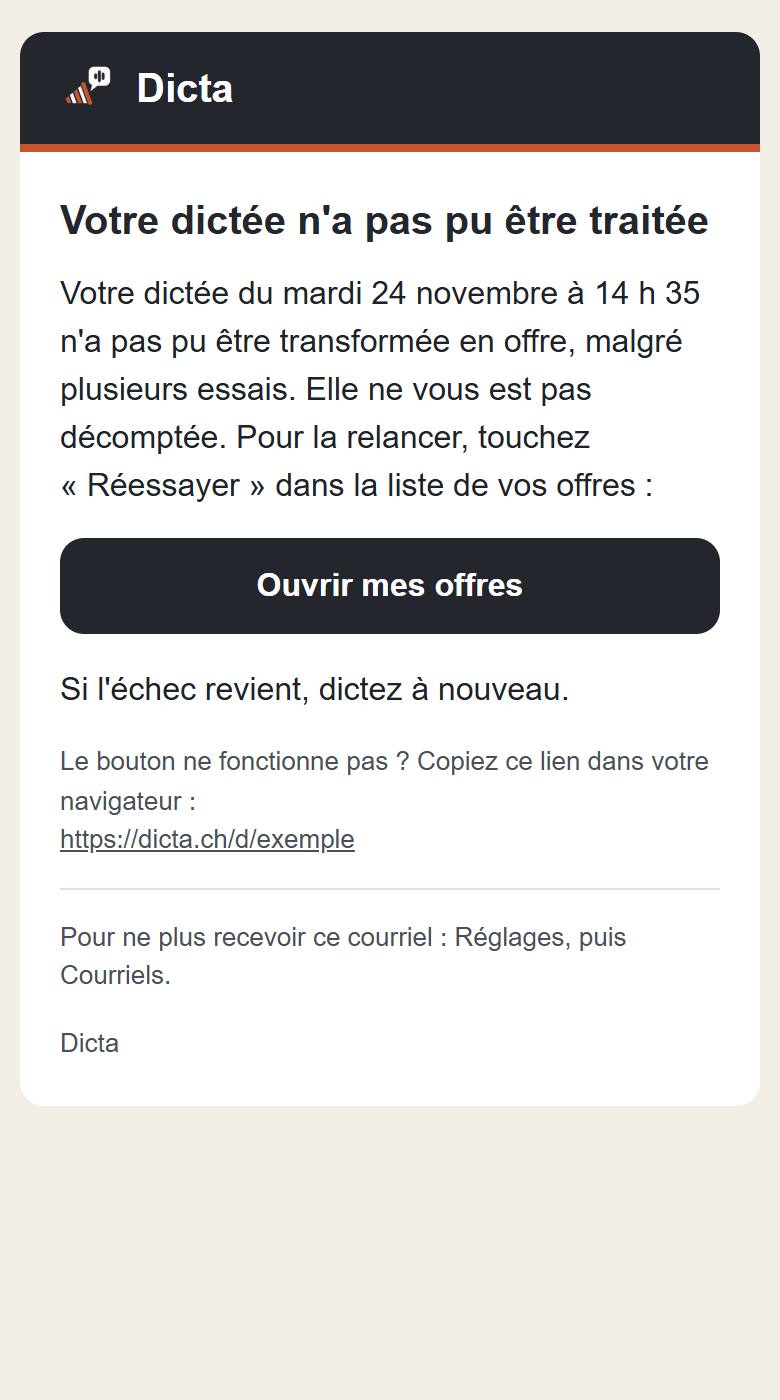 Dicta
Votre dictée n'a pas pu être traitée
Votre dictée du mardi 24 novembre à 14 h 35
n'a pas pu être transformée en offre, malgré
plusieurs essais. Elle ne vous est pas
décomptée. Pour la relancer, touchez
« Réessayer » dans la liste de vos offres :
Ouvrir mes offres
Si l'échec revient, dictez à nouveau.
Le bouton ne fonctionne pas ? Copiez ce lien dans votre
navigateur :
https://dicta.ch/d/exemple
Pour ne plus recevoir ce courriel : Réglages, puis
Courriels.
Dicta